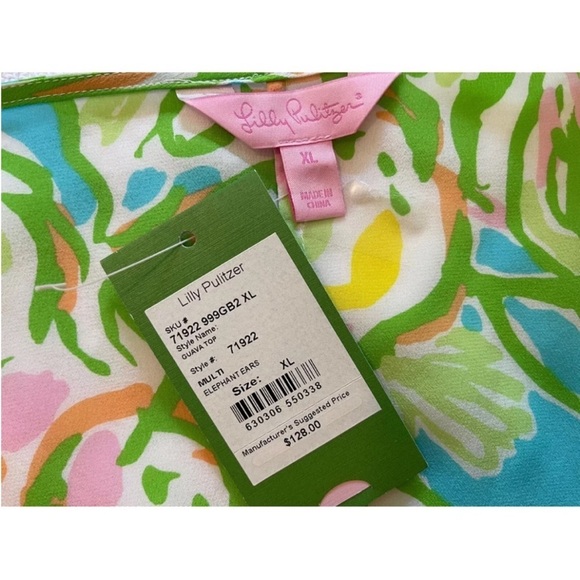 Lilly Pulitzer®
XL
MADE IN
CHINA
Lilly Pulitzer
SKU #
71922 999GB2 XL
Style Name:
GUAVA TOP
Style #: 71922
MULTI
ELEPHANT EARS
Size: XL
630306 550338
Manufacturer's Suggested Price
$128.00